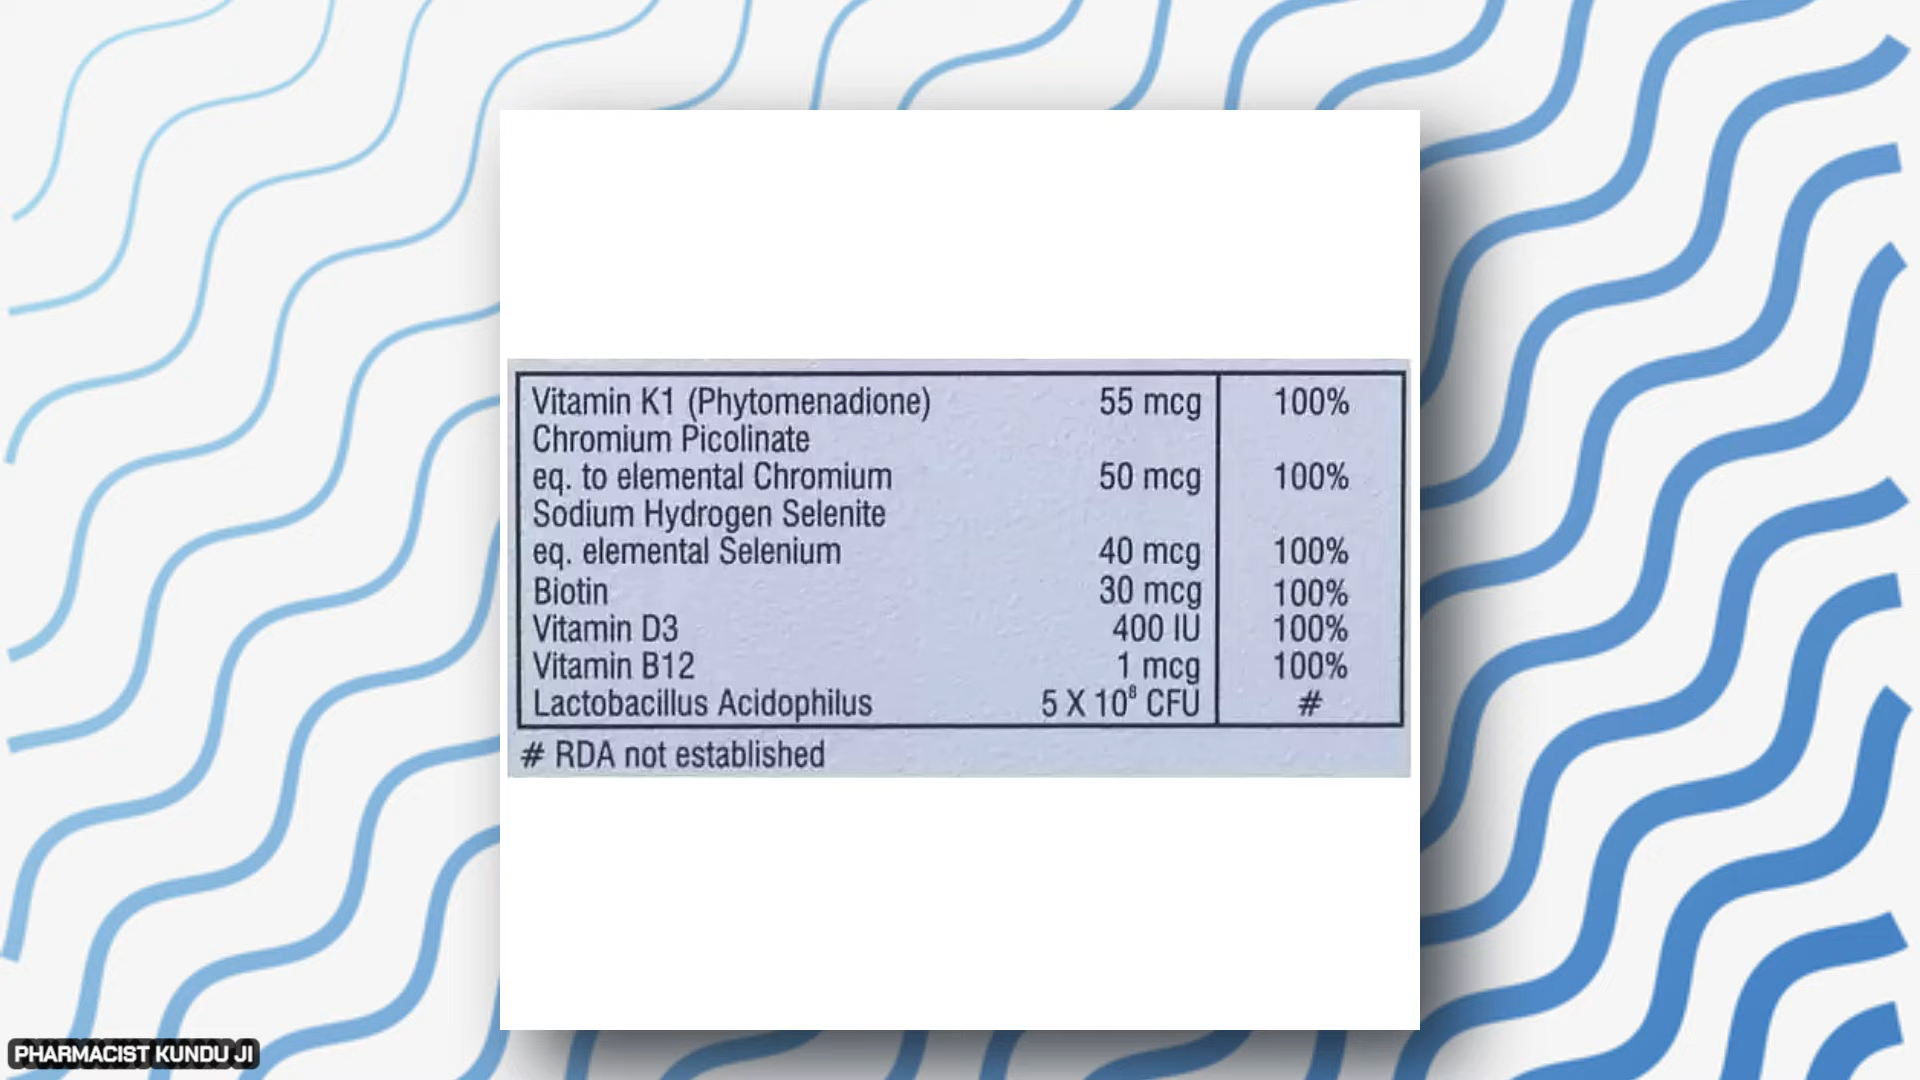 Vitamin K1 (Phytomenadione) 55 mcg 100%
Chromium Picolinate
eq. to elemental Chromium 50 mcg 100%
Sodium Hydrogen Selenite
eq. elemental Selenium 40 mcg 100%
Biotin 30 mcg 100%
Vitamin D3 400 IU 100%
Vitamin B12 1 mcg 100%
Lactobacillus Acidophilus 5 X 10⁸ CFU #
# RDA not established
PHARMACIST KUNDU JI